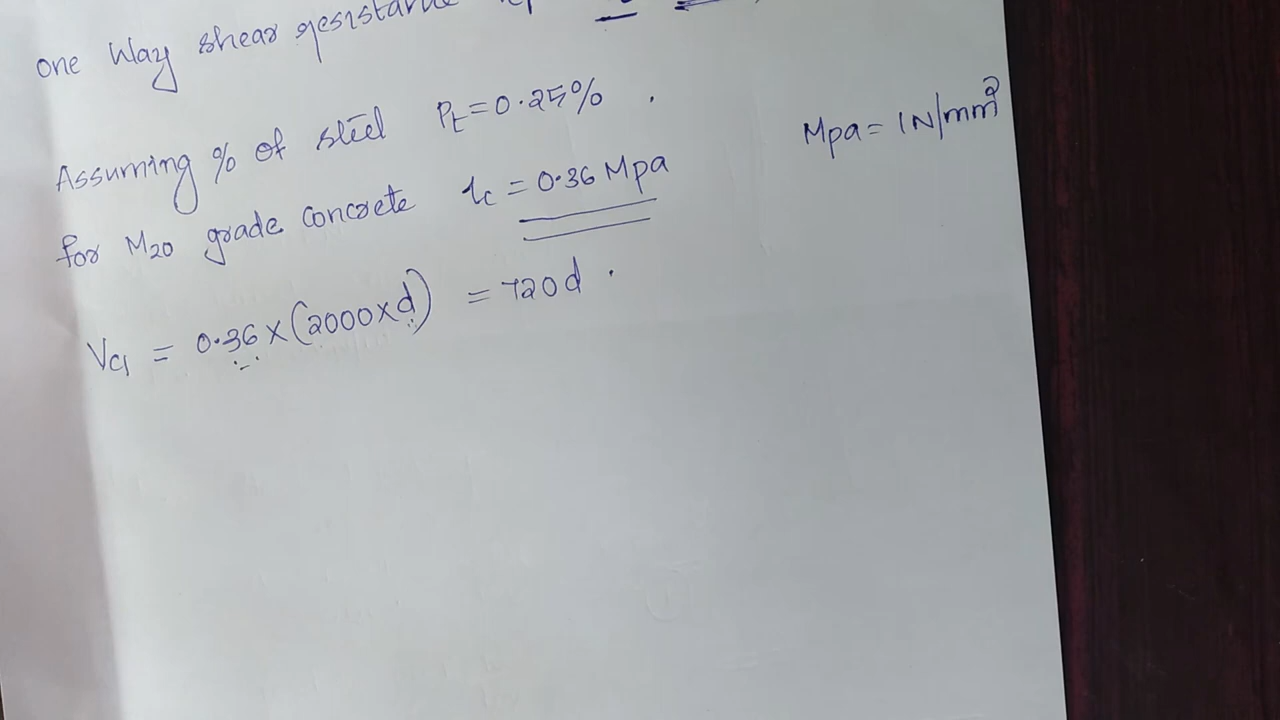 one Way shear resistance
Assuming % of steel Pt = 0.25% .
Mpa = 1N/mm²
for M20 grade concrete τc = 0.36 Mpa
Vc1 = 0.36 × (2000×d) = 720d .